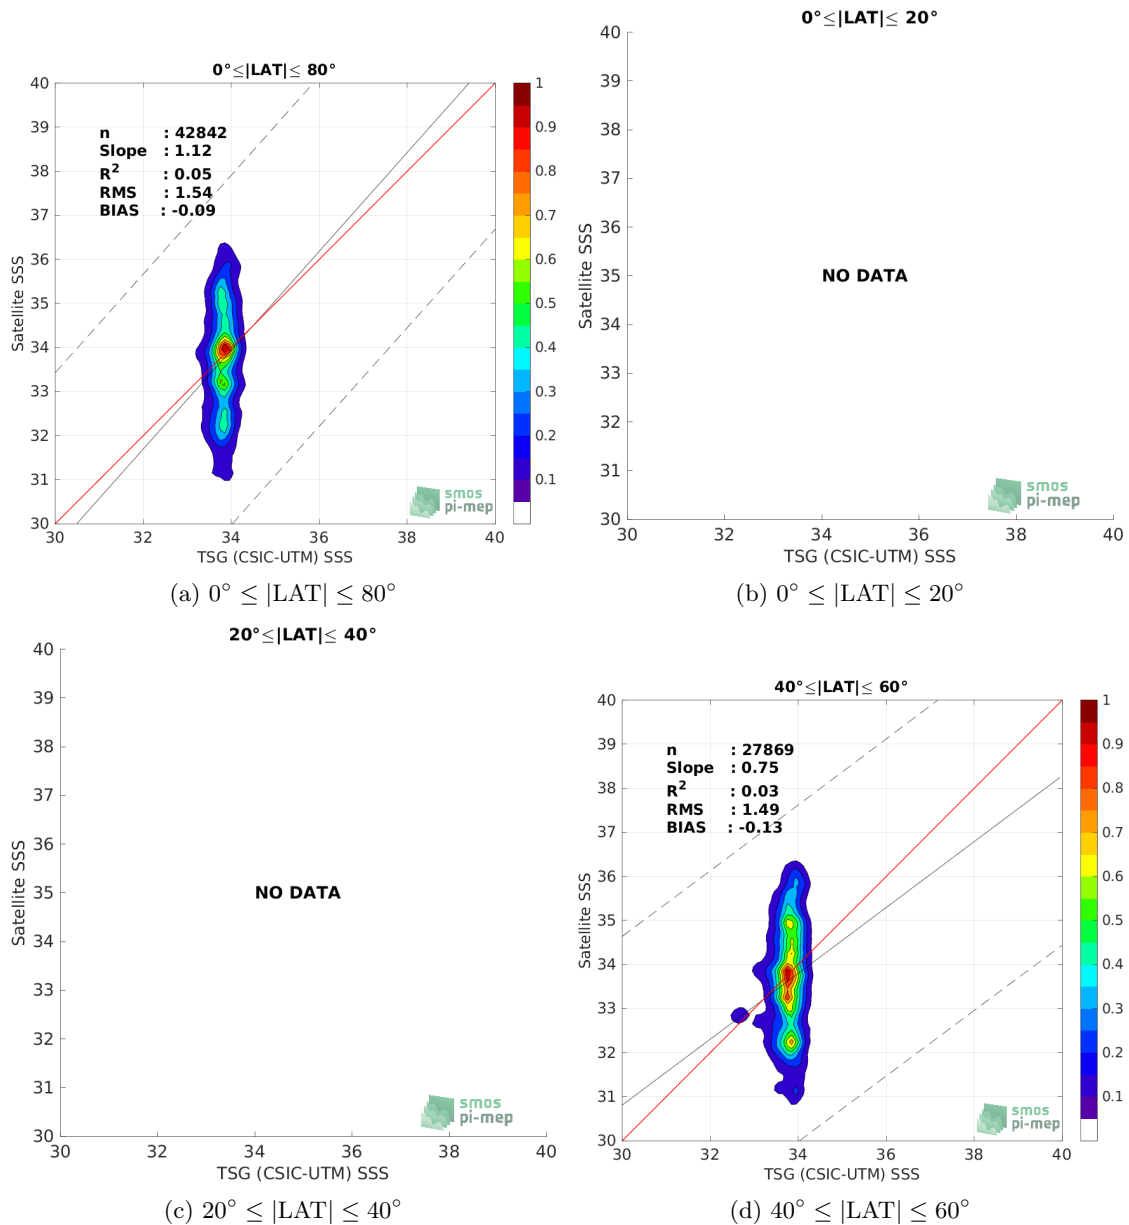 0°≤|LAT|≤ 80°
n : 42842
Slope : 1.12
R2 : 0.05
RMS : 1.54
BIAS : -0.09
40
39
38
37
36
35
34
33
32
31
30
Satellite SSS
30 32 34 36 38 40
TSG (CSIC-UTM) SSS
1
0.9
0.8
0.7
0.6
0.5
0.4
0.3
0.2
0.1
smos
pi-mep
(a) 0° ≤ |LAT| ≤ 80°
0°≤|LAT|≤ 20°
40
39
38
37
36
35
34
33
32
31
30
Satellite SSS
NO DATA
30 32 34 36 38 40
TSG (CSIC-UTM) SSS
smos
pi-mep
(b) 0° ≤ |LAT| ≤ 20°
20°≤|LAT|≤ 40°
40
39
38
37
36
35
34
33
32
31
30
Satellite SSS
NO DATA
30 32 34 36 38 40
TSG (CSIC-UTM) SSS
smos
pi-mep
(c) 20° ≤ |LAT| ≤ 40°
40°≤|LAT|≤ 60°
n : 27869
Slope : 0.75
R2 : 0.03
RMS : 1.49
BIAS : -0.13
40
39
38
37
36
35
34
33
32
31
30
Satellite SSS
30 32 34 36 38 40
TSG (CSIC-UTM) SSS
1
0.9
0.8
0.7
0.6
0.5
0.4
0.3
0.2
0.1
smos
pi-mep
(d) 40° ≤ |LAT| ≤ 60°